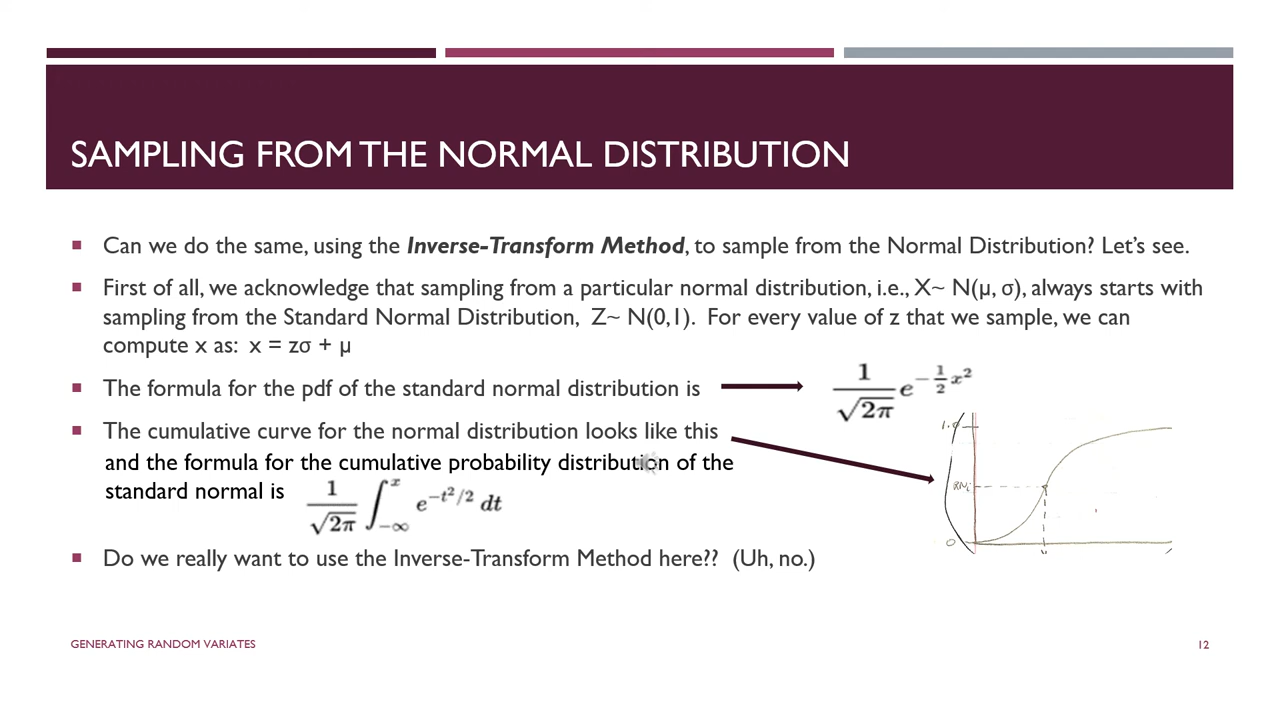 SAMPLING FROM THE NORMAL DISTRIBUTION
Can we do the same, using the Inverse-Transform Method, to sample from the Normal Distribution? Let's see.
First of all, we acknowledge that sampling from a particular normal distribution, i.e., X~ N(μ, σ), always starts with
sampling from the Standard Normal Distribution, Z~ N(0,1). For every value of z that we sample, we can
compute x as: x = zσ + μ
The formula for the pdf of the standard normal distribution is
1/√2π e^{-1/2 x^2}
The cumulative curve for the normal distribution looks like this
and the formula for the cumulative probability distribution of the
standard normal is 1/√2π ∫_{-∞}^{x} e^{-t^2/2} dt
1.0
RNi
0
Do we really want to use the Inverse-Transform Method here?? (Uh, no.)
GENERATING RANDOM VARIATES
12